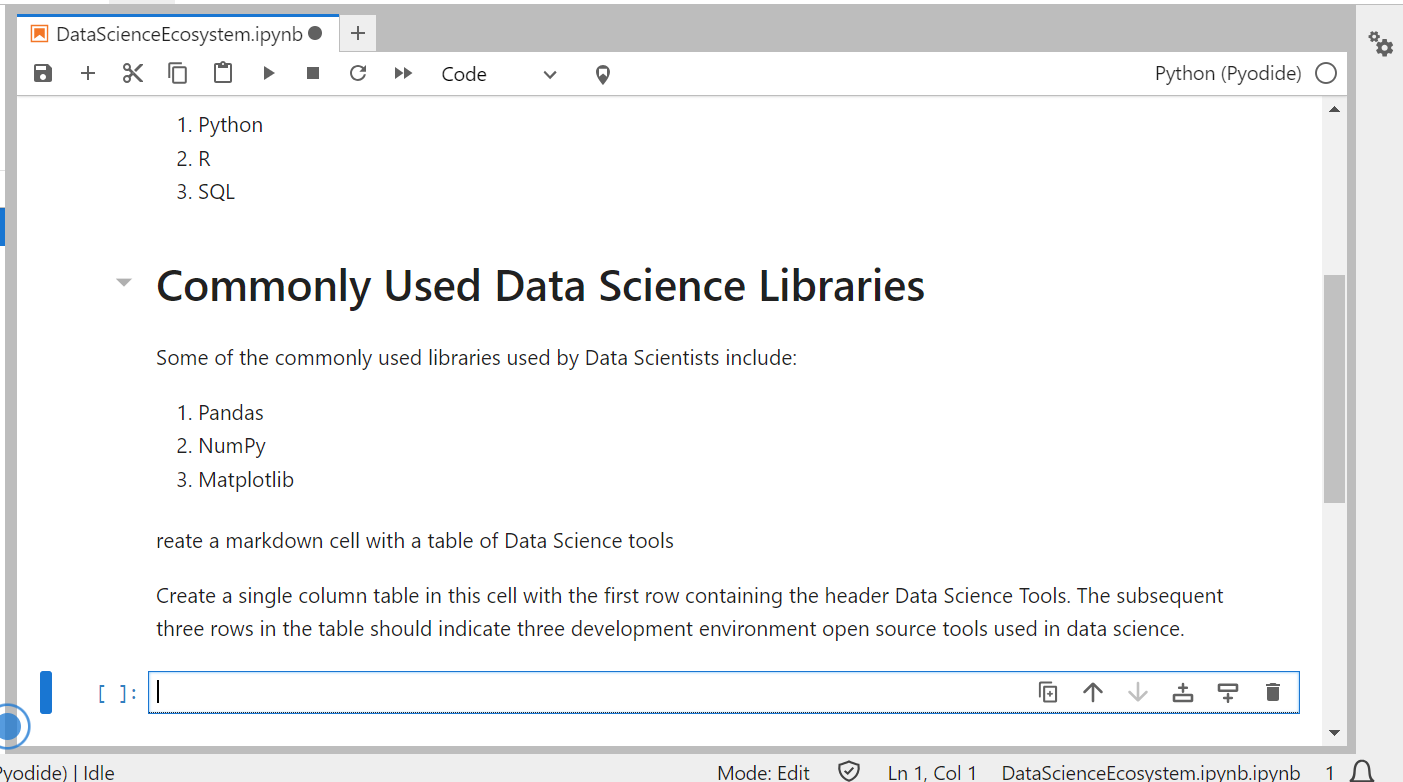 DataScienceEcosystem.ipynb
Code
Python (Pyodide)
1. Python
2. R
3. SQL
Commonly Used Data Science Libraries
Some of the commonly used libraries used by Data Scientists include:
1. Pandas
2. NumPy
3. Matplotlib
reate a markdown cell with a table of Data Science tools
Create a single column table in this cell with the first row containing the header Data Science Tools. The subsequent
three rows in the table should indicate three development environment open source tools used in data science.
[ ]:
Pyodide) | Idle
Mode: Edit
Ln 1, Col 1
DataScienceEcosystem.ipynb.ipynb
1